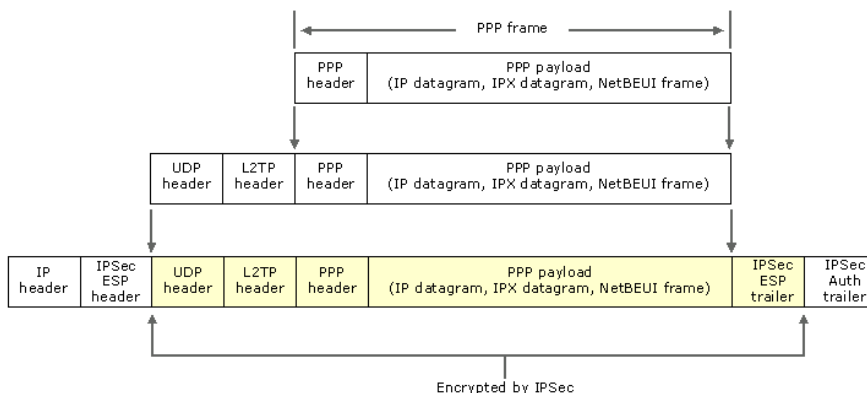 PPP frame
PPP
header
PPP payload
(IP datagram, IPX datagram, NetBEUI frame)
UDP
header
L2TP
header
PPP
header
PPP payload
(IP datagram, IPX datagram, NetBEUI frame)
IP
header
IPSec
ESP
header
UDP
header
L2TP
header
PPP
header
PPP payload
(IP datagram, IPX datagram, NetBEUI frame)
IPSec
ESP
trailer
IPSec
Auth
trailer
Encrypted by IPSec